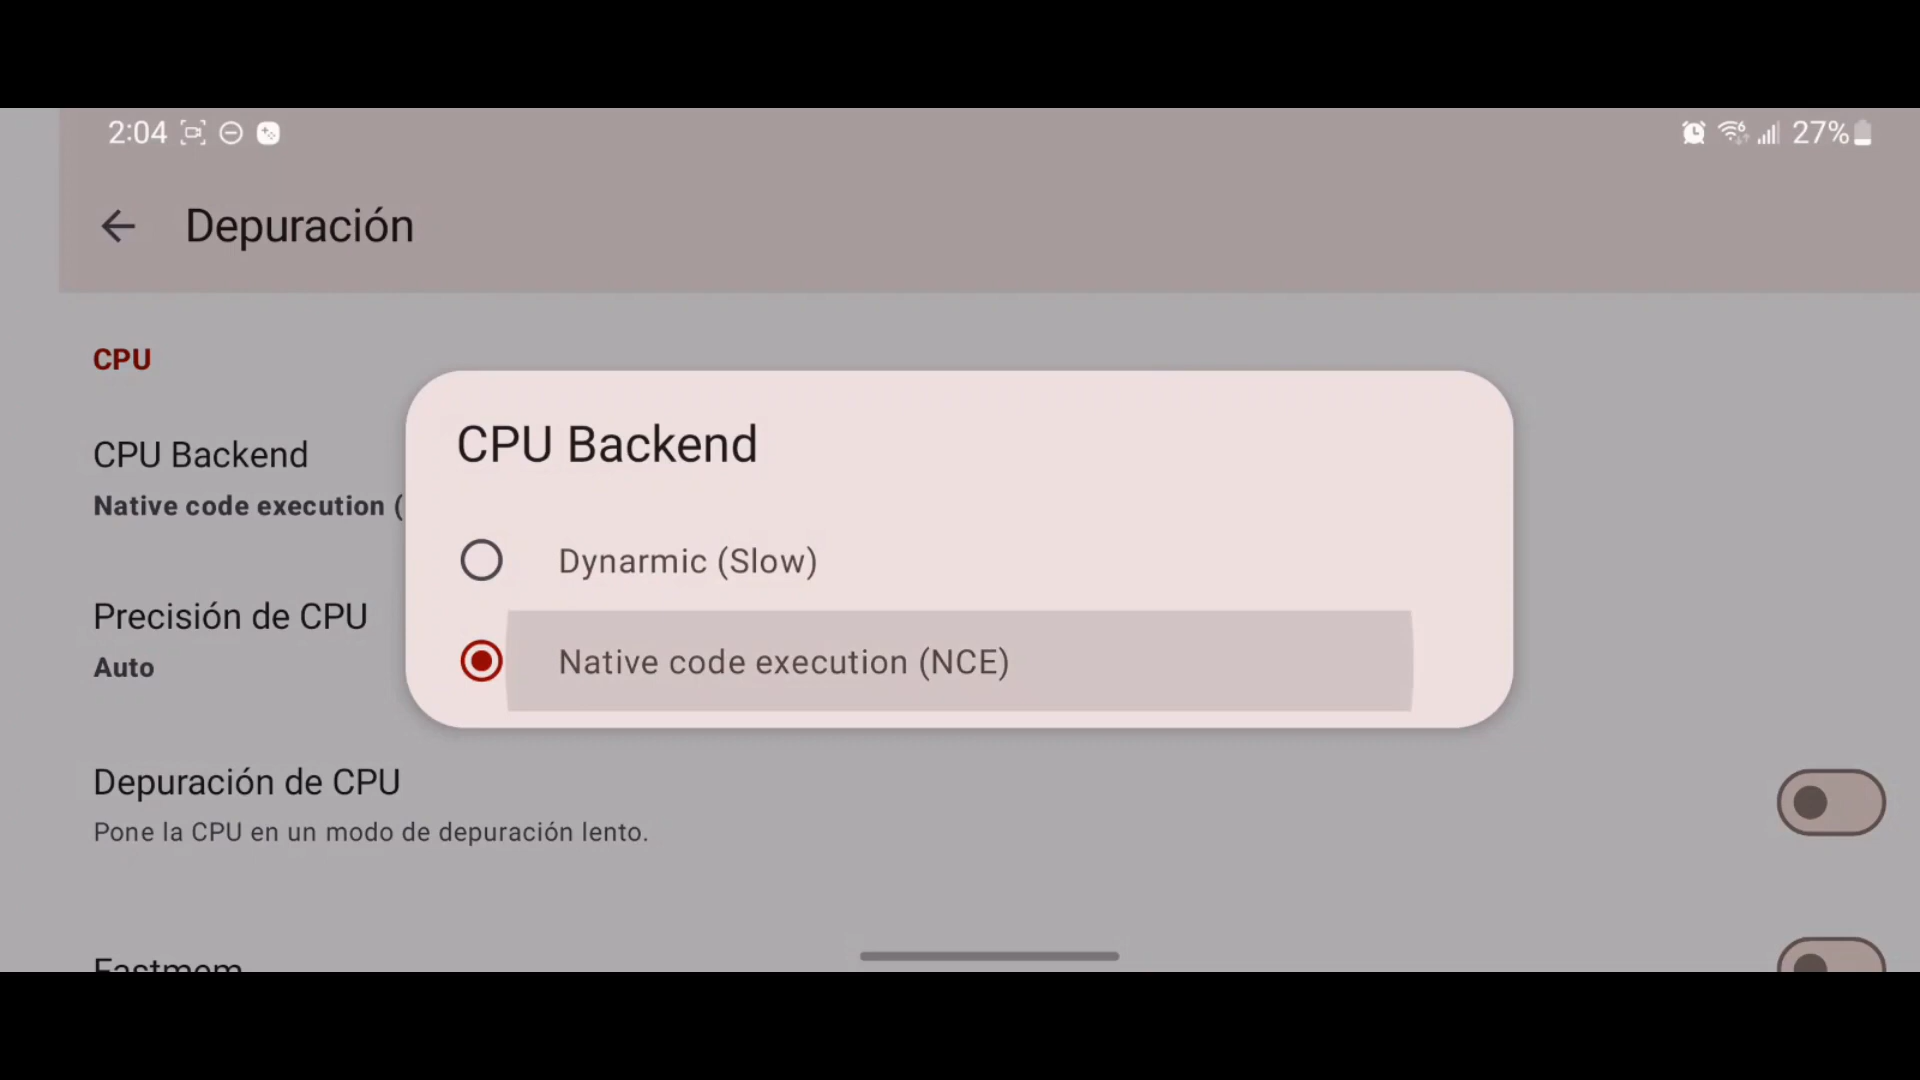 2:04
27%
Depuración
CPU
CPU Backend
Native code execution (
Precisión de CPU
Auto
Depuración de CPU
Pone la CPU en un modo de depuración lento.
Fastmem
CPU Backend
Dynarmic (Slow)
Native code execution (NCE)